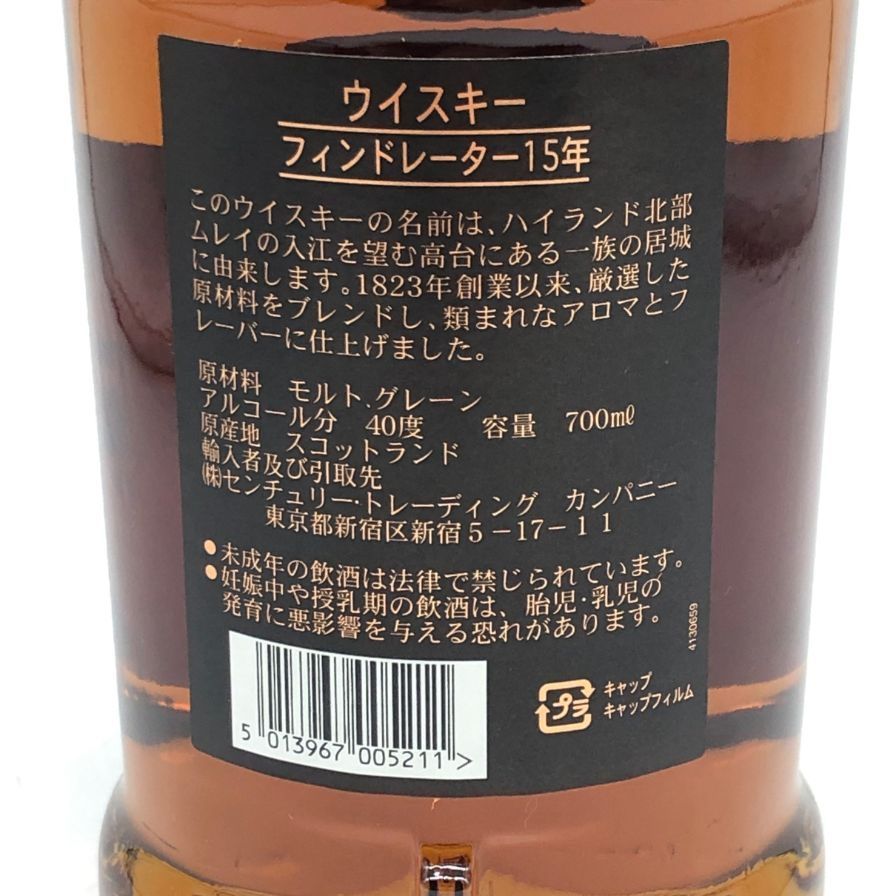 ウイスキー
フィンドレーター15年
このウイスキーの名前は、ハイランド北部
ムレイの入江を望む高台にある一族の居城
に由来します。1823年創業以来、厳選した
原材料をブレンドし、類まれなアロマとフ
レーバーに仕上げました。
原材料 モルト、グレーン
アルコール分 40度 容量 700ml
原産地 スコットランド
輸入者及び引取先
㈱センチュリー・トレーディング カンパニー
東京都新宿区新宿5-17-11
●未成年の飲酒は法律で禁じられています。
●妊娠中や授乳期の飲酒は、胎児・乳児の
発育に悪影響を与える恐れがあります。
4130659
5 013967 005211 >
プラ
キャップ
キャップフィルム